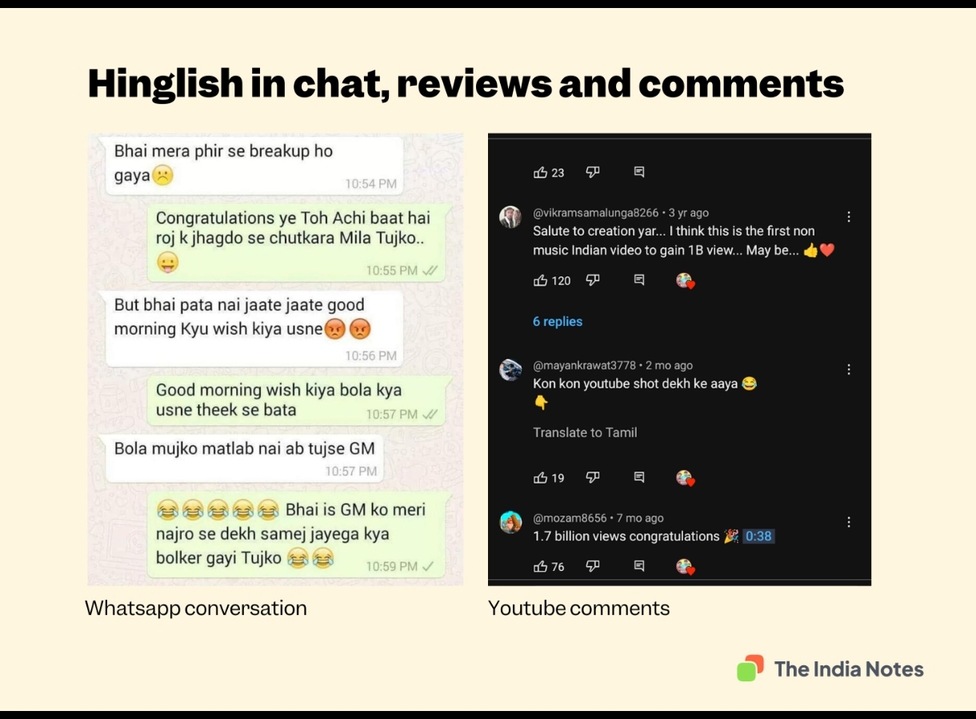 Hinglish in chat, reviews and comments
Bhai mera phir se breakup ho
gaya☹️
10:54 PM
Congratulations ye Toh Achi baat hai
roj k jhagdo se chutkara Mila Tujko..
😛
10:55 PM
But bhai pata nai jaate jaate good
morning Kyu wish kiya usne😡😡
10:56 PM
Good morning wish kiya bola kya
usne theek se bata
10:57 PM
Bola mujko matlab nai ab tujse GM
10:57 PM
😂😂😂😂😂 Bhai is GM ko meri
najro se dekh samej jayega kya
bolker gayi Tujko 😂😂
10:59 PM
Whatsapp conversation
23
@vikramsamalunga8266 • 3 yr ago
Salute to creation yar... I think this is the first non
music Indian video to gain 1B view... May be... 👍❤️
120
6 replies
@mayankrawat3778 • 2 mo ago
Kon kon youtube shot dekh ke aaya 😂
👇
Translate to Tamil
19
@mozam8656 • 7 mo ago
1.7 billion views congratulations 🎉 0:38
76
Youtube comments
The India Notes